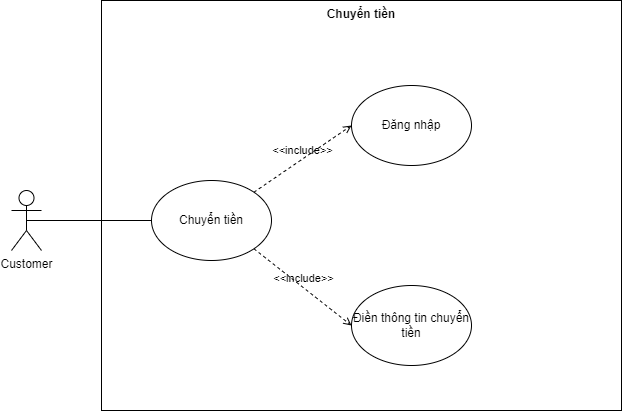 Chuyển tiền
Đăng nhập
<<include>>
Chuyển tiền
Customer
<<include>>
Điền thông tin chuyển
tiền